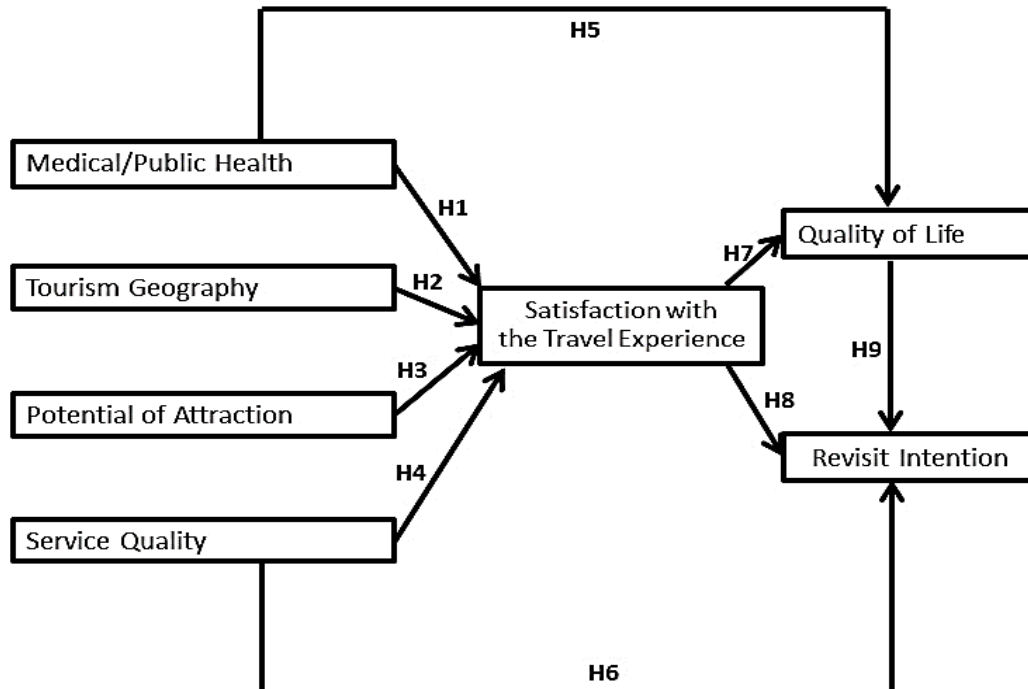 H5
Medical/Public Health
H1
Quality of Life
H7
Tourism Geography
H2
Satisfaction with
the Travel Experience
H9
H3
H8
Potential of Attraction
Revisit Intention
H4
Service Quality
H6